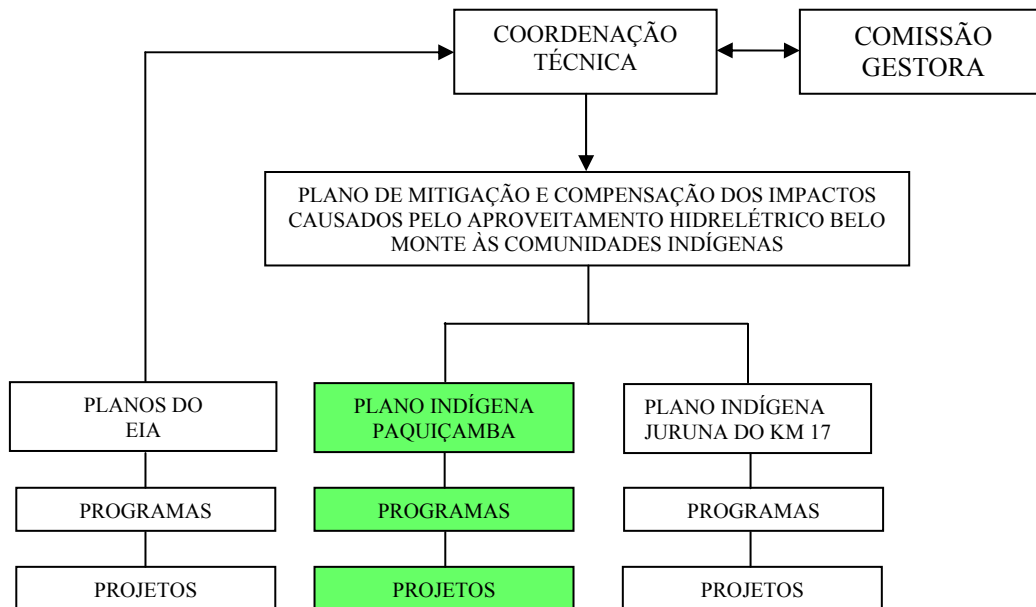 COORDENAÇÃO
TÉCNICA
COMISSÃO
GESTORA
PLANO DE MITIGAÇÃO E COMPENSAÇÃO DOS IMPACTOS
CAUSADOS PELO APROVEITAMENTO HIDRELÉTRICO BELO
MONTE ÀS COMUNIDADES INDÍGENAS
PLANOS DO
EIA
PLANO INDÍGENA
PAQUIÇAMBA
PLANO INDÍGENA
JURUNA DO KM 17
PROGRAMAS
PROGRAMAS
PROGRAMAS
PROJETOS
PROJETOS
PROJETOS